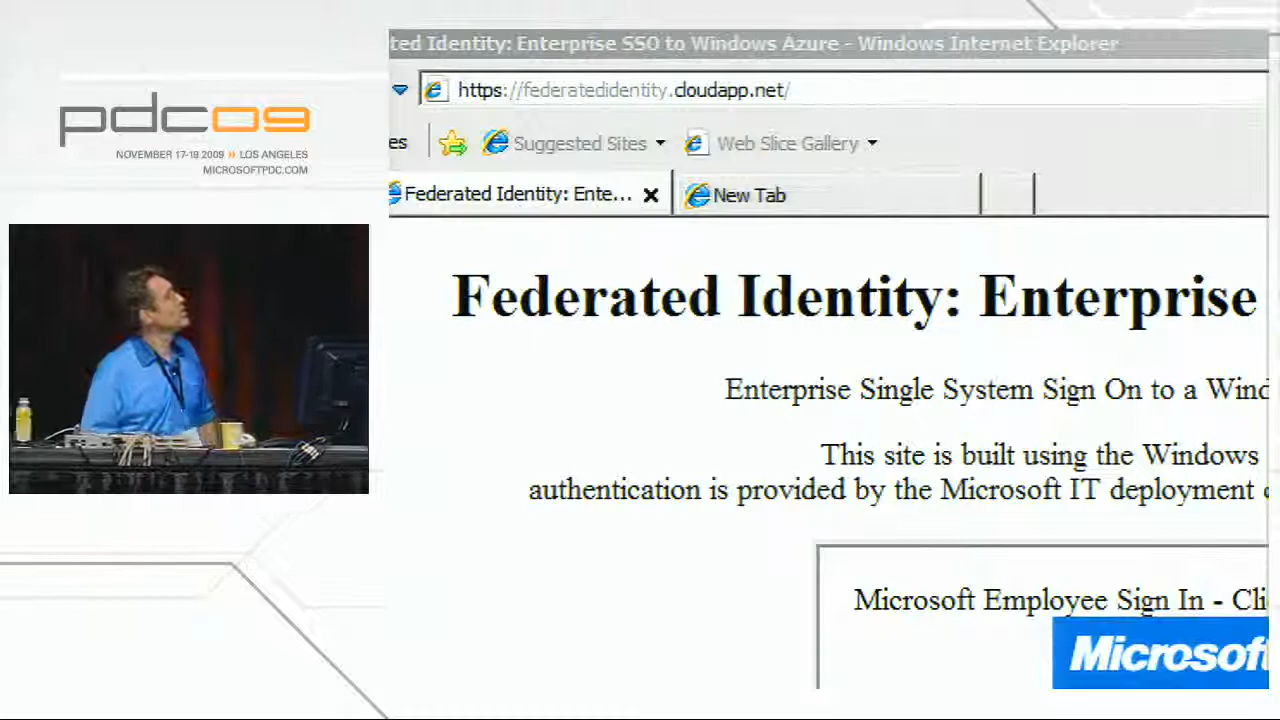 pdc09
NOVEMBER 17-19 2009 » LOS ANGELES
MICROSOFTPDC.COM
ted Identity: Enterprise SSO to Windows Azure - Windows Internet Explorer
https://federatedidentity.cloudapp.net/
es
Suggested Sites
Web Slice Gallery
Federated Identity: Ente...
New Tab
Federated Identity: Enterprise
Enterprise Single System Sign On to a Wind
This site is built using the Windows
authentication is provided by the Microsoft IT deployment
Microsoft Employee Sign In - Cli
Microsoft